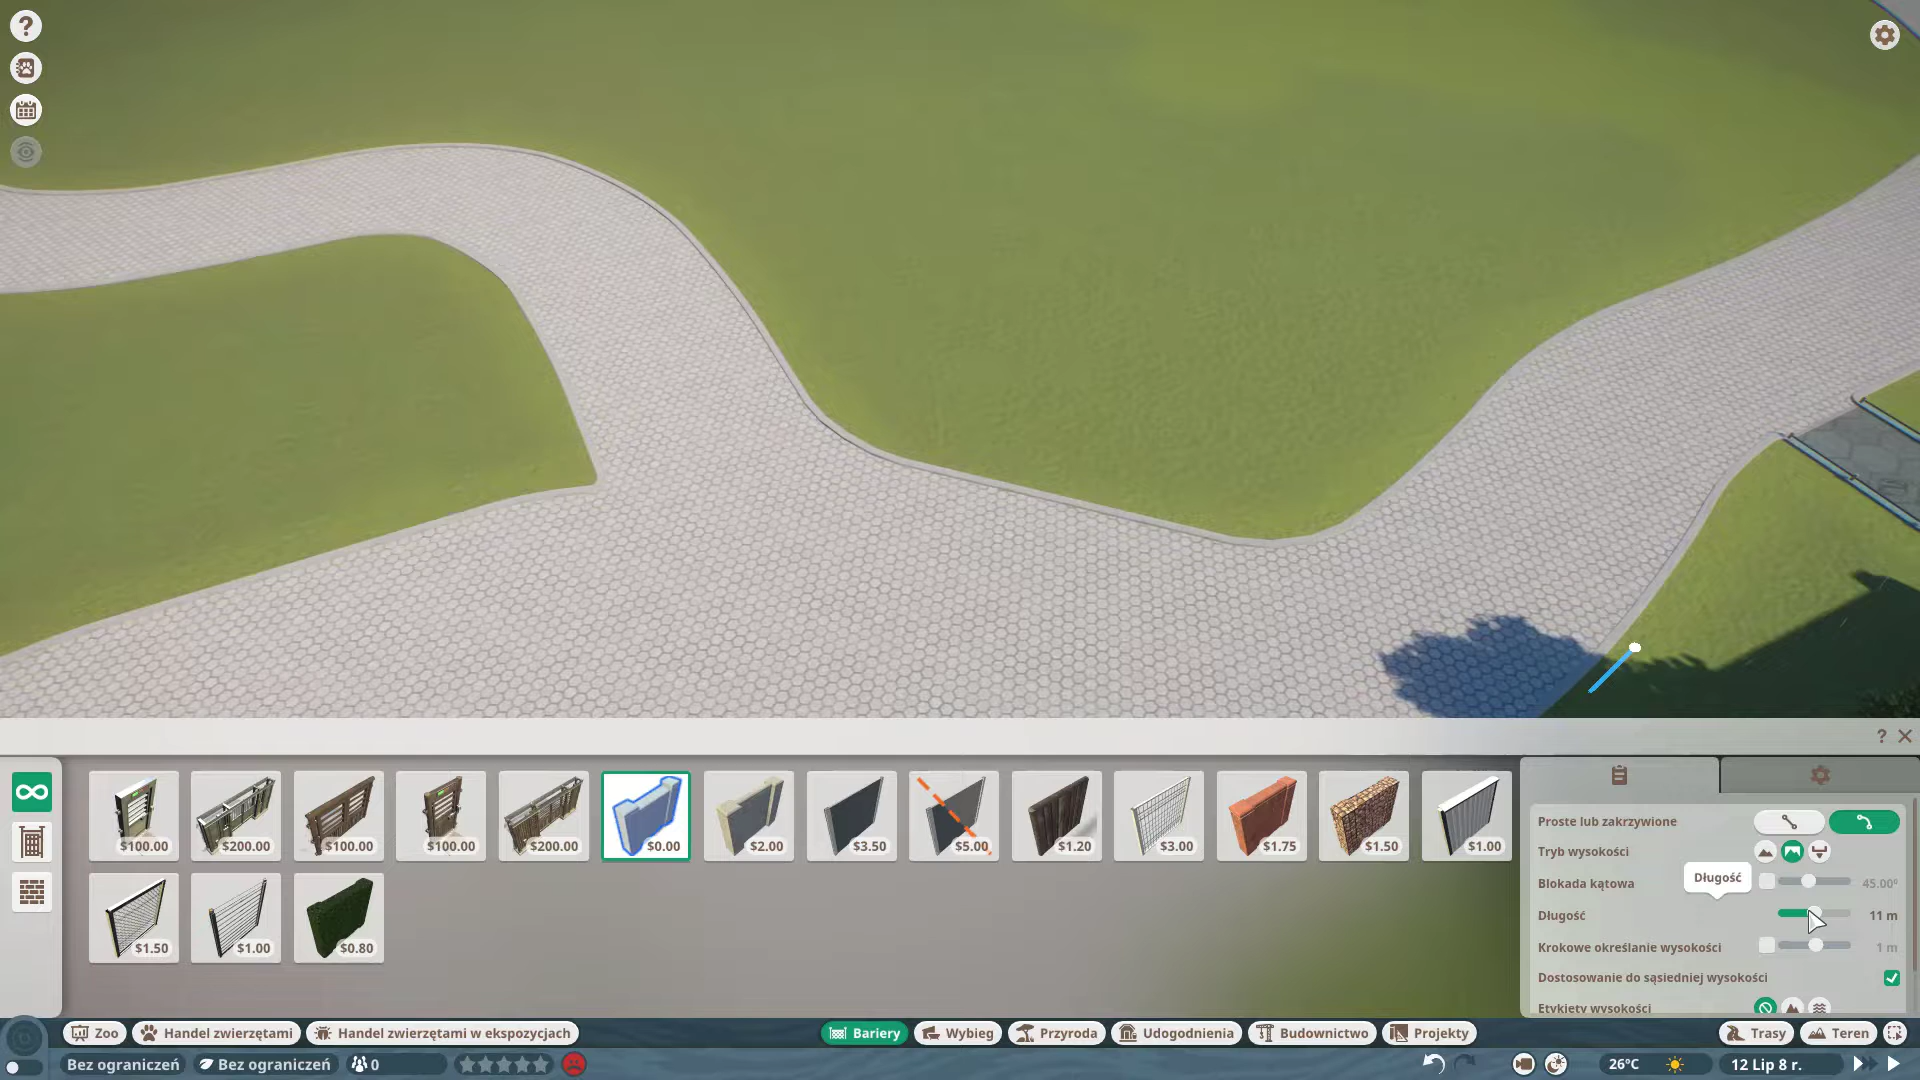 $100.00
$200.00
$100.00
$100.00
$200.00
$0.00
$2.00
$3.50
$5.00
$1.20
$3.00
$1.75
$1.50
$1.00
$1.50
$1.00
$0.80
?
?
Proste lub zakrzywione
Tryb wysokości
Długość
Blokada kątowa
45.00º
Długość
11 m
Krokowe określanie wysokości
1 m
Dostosowanie do sąsiedniej wysokości
Etykiety wysokości
Zoo
Handel zwierzętami
Handel zwierzętami w ekspozycjach
Bariery
Wybieg
Przyroda
Udogodnienia
Budownictwo
Projekty
Trasy
Teren
Bez ograniczeń
Bez ograniczeń
0
26°C
12 Lip 8 r.